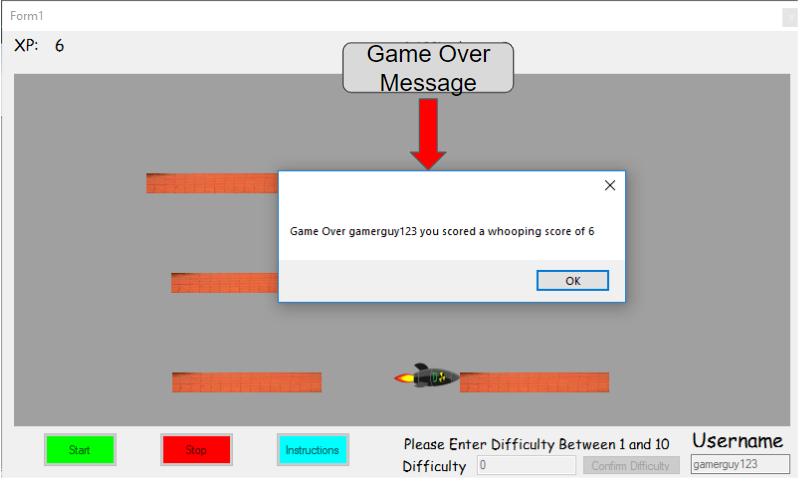 Form1
XP: 6
Game Over
Message
Game Over gamerguy123 you scored a whooping score of 6
OK
Start
Stop
Instructions
Please Enter Difficulty Between 1 and 10
Difficulty
0
Confirm Difficulty
Username
gamerguy123